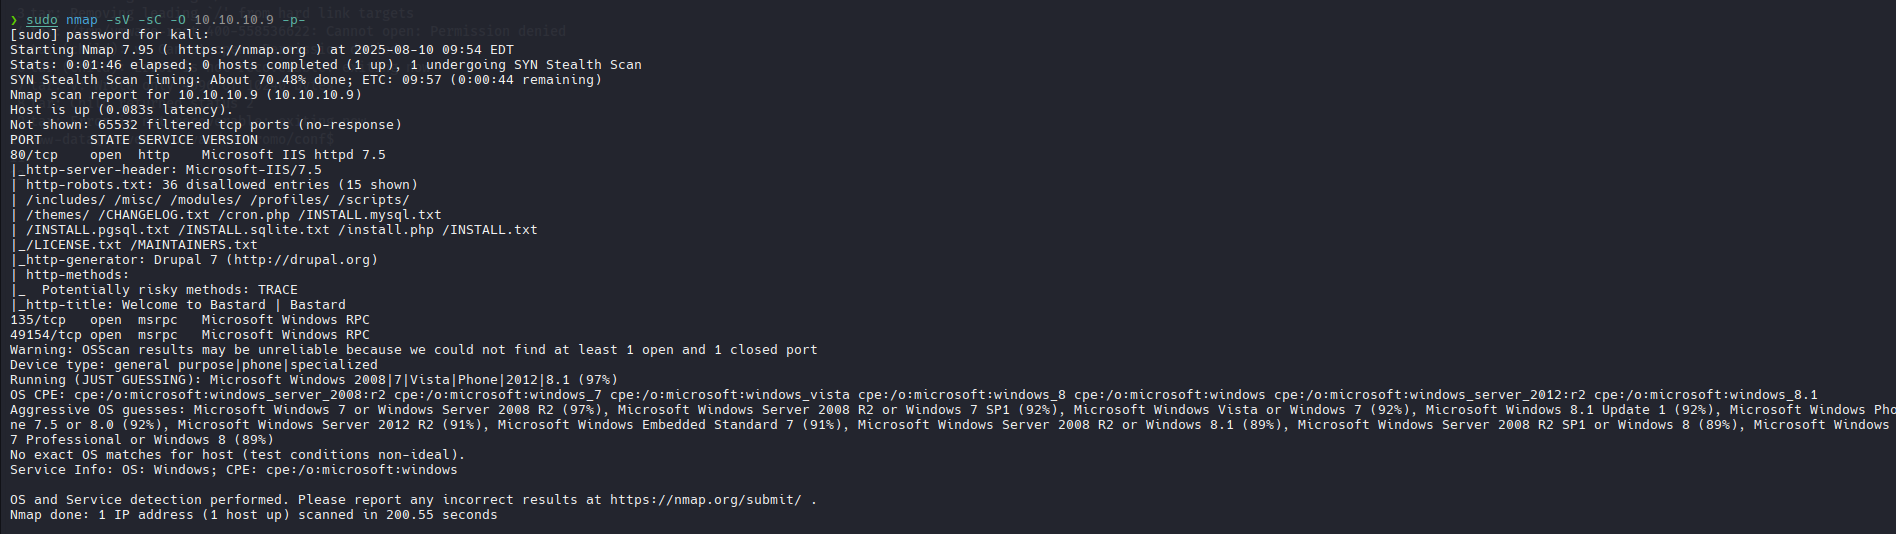 tar: Removing leading `/' from hard link targets
❯ sudo nmap -sV -sC -O 10.10.10.9 -p-
Cannot open: Permission denied
[sudo] password for kali:
Starting Nmap 7.95 ( https://nmap.org ) at 2025-08-10 09:54 EDT
Stats: 0:01:46 elapsed; 0 hosts completed (1 up), 1 undergoing SYN Stealth Scan
SYN Stealth Scan Timing: About 70.48% done; ETC: 09:57 (0:00:44 remaining)
Nmap scan report for 10.10.10.9 (10.10.10.9)
Host is up (0.083s latency).
Not shown: 65532 filtered tcp ports (no-response)
PORT      STATE SERVICE VERSION
80/tcp    open  http    Microsoft IIS httpd 7.5
|_http-server-header: Microsoft-IIS/7.5
| http-robots.txt: 36 disallowed entries (15 shown)
| /includes/ /misc/ /modules/ /profiles/ /scripts/
| /themes/ /CHANGELOG.txt /cron.php /INSTALL.mysql.txt
| /INSTALL.pgsql.txt /INSTALL.sqlite.txt /install.php /INSTALL.txt
|_/LICENSE.txt /MAINTAINERS.txt
|_http-generator: Drupal 7 (http://drupal.org)
| http-methods:
|_  Potentially risky methods: TRACE
|_http-title: Welcome to Bastard | Bastard
135/tcp   open  msrpc   Microsoft Windows RPC
49154/tcp open  msrpc   Microsoft Windows RPC
Warning: OSScan results may be unreliable because we could not find at least 1 open and 1 closed port
Device type: general purpose|phone|specialized
Running (JUST GUESSING): Microsoft Windows 2008|7|Vista|Phone|2012|8.1 (97%)
OS CPE: cpe:/o:microsoft:windows_server_2008:r2 cpe:/o:microsoft:windows_7 cpe:/o:microsoft:windows_vista cpe:/o:microsoft:windows_8 cpe:/o:microsoft:windows cpe:/o:microsoft:windows_server_2012:r2 cpe:/o:microsoft:windows_8.1
Aggressive OS guesses: Microsoft Windows 7 or Windows Server 2008 R2 (97%), Microsoft Windows Server 2008 R2 or Windows 7 SP1 (92%), Microsoft Windows Vista or Windows 7 (92%), Microsoft Windows 8.1 Update 1 (92%), Microsoft Windows Pho
ne 7.5 or 8.0 (92%), Microsoft Windows Server 2012 R2 (91%), Microsoft Windows Embedded Standard 7 (91%), Microsoft Windows Server 2008 R2 or Windows 8.1 (89%), Microsoft Windows Server 2008 R2 SP1 or Windows 8 (89%), Microsoft Windows
7 Professional or Windows 8 (89%)
No exact OS matches for host (test conditions non-ideal).
Service Info: OS: Windows; CPE: cpe:/o:microsoft:windows
OS and Service detection performed. Please report any incorrect results at https://nmap.org/submit/ .
Nmap done: 1 IP address (1 host up) scanned in 200.55 seconds